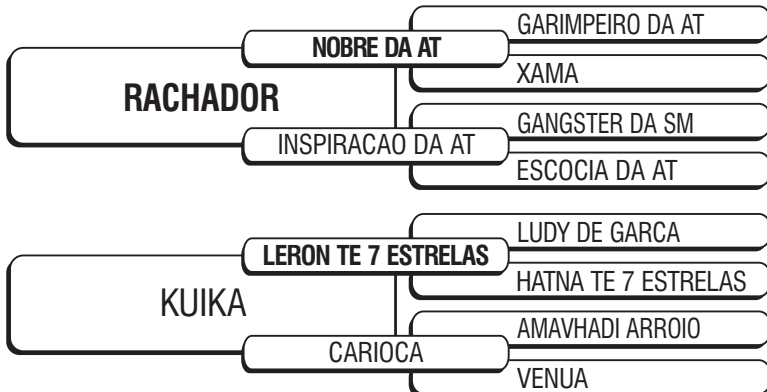 GARIMPEIRO DA AT
NOBRE DA AT
XAMA
RACHADOR
GANGSTER DA SM
INSPIRACAO DA AT
ESCOCIA DA AT
LUDY DE GARCA
LERON TE 7 ESTRELAS
HATNA TE 7 ESTRELAS
KUIKA
AMAVHADI ARROIO
CARIOCA
VENUA